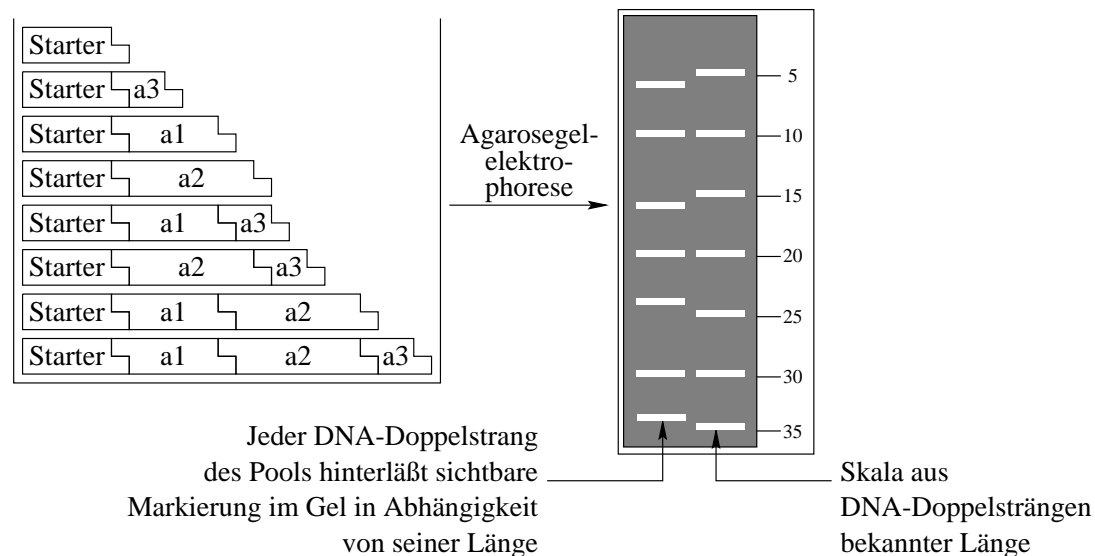 Starter
Starter a3
Starter a1
Starter a2
Starter a1 a3
Starter a2 a3
Starter a1 a2
Starter a1 a2 a3
Agarosegel-
elektro-
phorese
5
10
15
20
25
30
35
Jeder DNA-Doppelstrang
des Pools hinterläßt sichtbare
Markierung im Gel in Abhängigkeit
von seiner Länge
Skala aus
DNA-Doppelsträngen
bekannter Länge